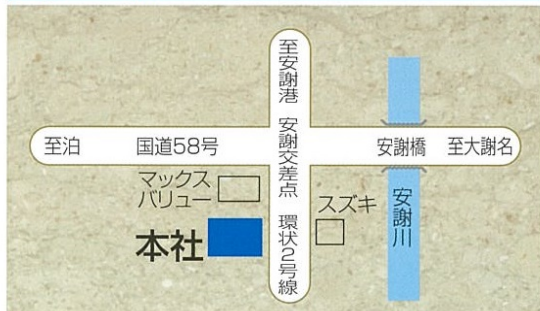 至安謝港 安謝交差点 環状2号線
至泊
国道58号
安謝橋
至大謝名
マックス
バリュー
スズキ
安謝川
本社